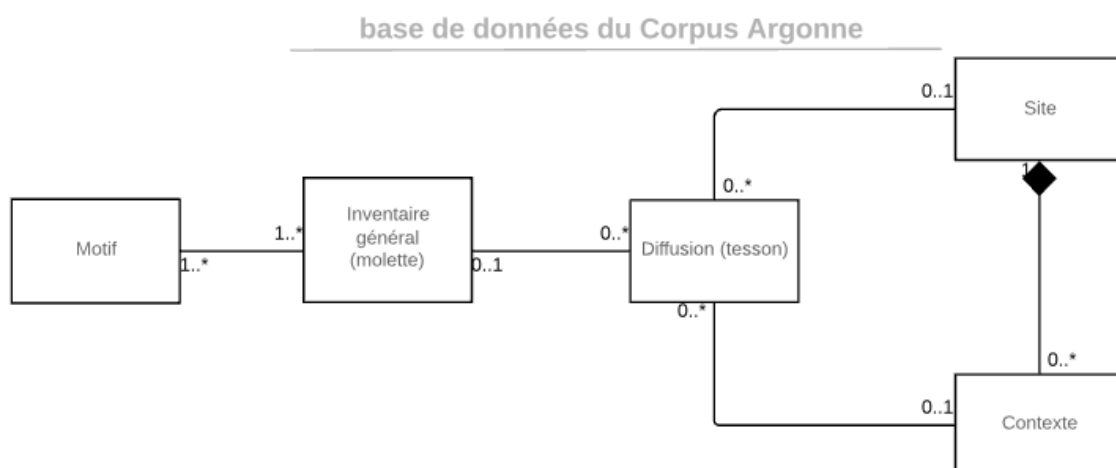 base de données du Corpus Argonne
0..1
Site
1
0..*
Inventaire
général
(molette)
Motif
1..*
1..*
0..1
0..*
Diffusion (tesson)
0..*
0..*
0..1
Contexte